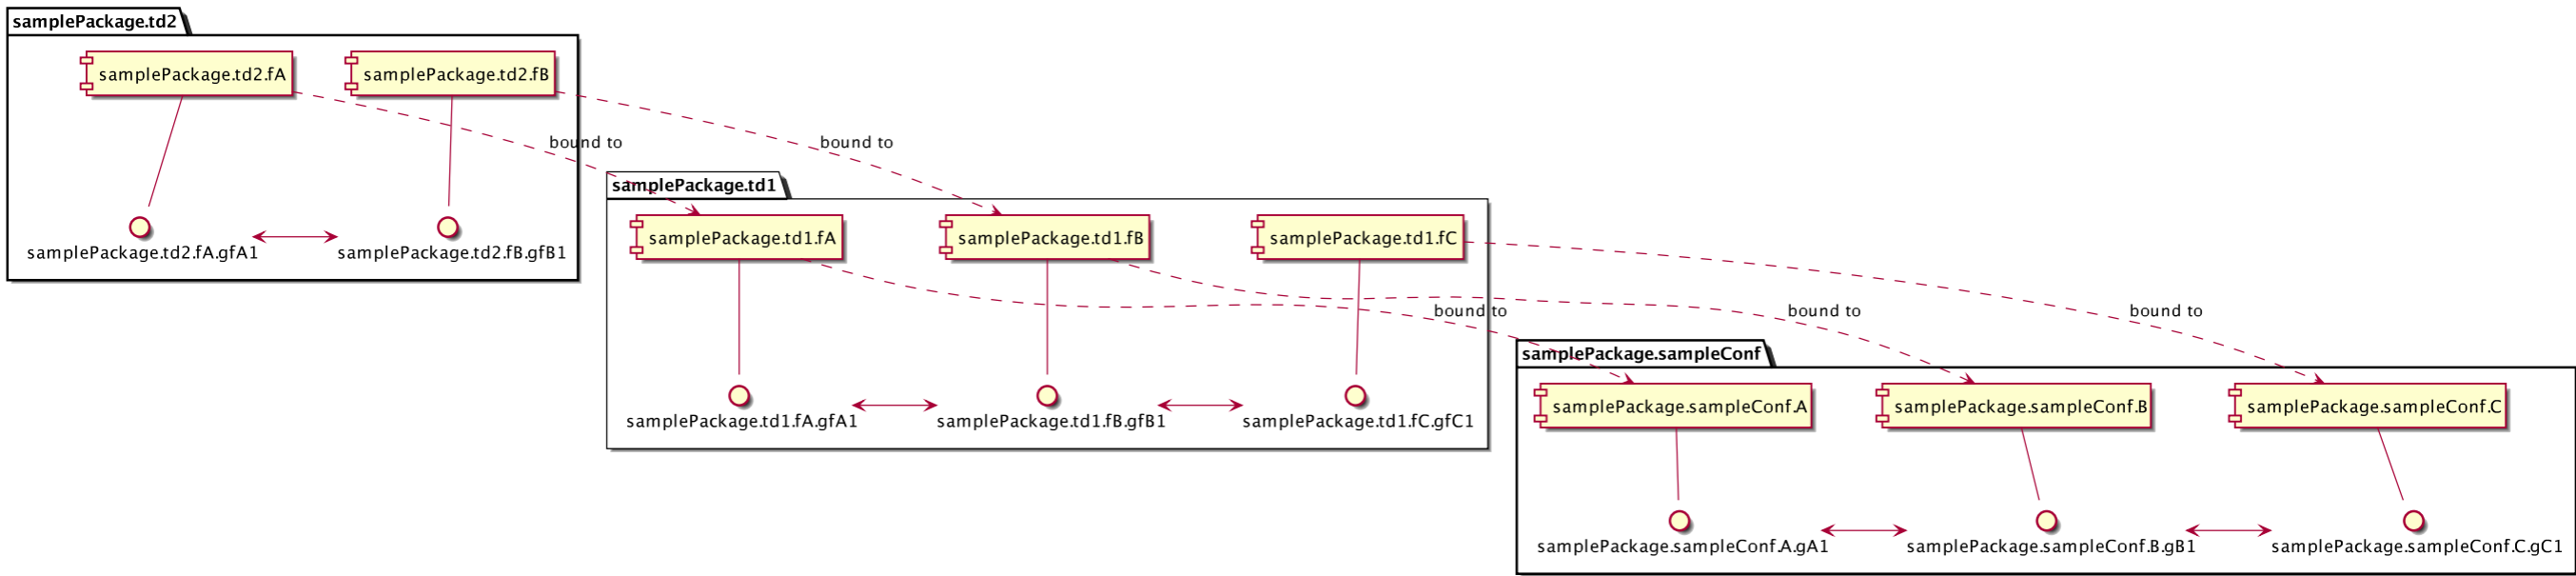 samplePackage.td2
samplePackage.td2.fA
samplePackage.td2.fB
bound to
bound to
samplePackage.td2.fA.gfA1
samplePackage.td2.fB.gfB1
samplePackage.td1
samplePackage.td1.fA
samplePackage.td1.fB
samplePackage.td1.fC
bound to
bound to
bound to
samplePackage.td1.fA.gfA1
samplePackage.td1.fB.gfB1
samplePackage.td1.fC.gfC1
samplePackage.sampleConf
samplePackage.sampleConf.A
samplePackage.sampleConf.B
samplePackage.sampleConf.C
samplePackage.sampleConf.A.gA1
samplePackage.sampleConf.B.gB1
samplePackage.sampleConf.C.gC1